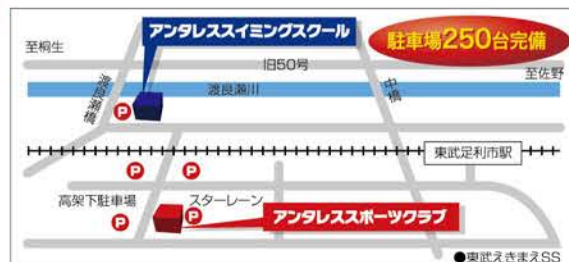 アンタレススイミングスクール
駐車場250台完備
至桐生
旧50号
至佐野
渡良瀬橋
渡良瀬川
中橋
P
東武足利市駅
P
P
高架下駐車場
スターレーン
P
P
アンタレススポーツクラブ
●東武えきまえSS